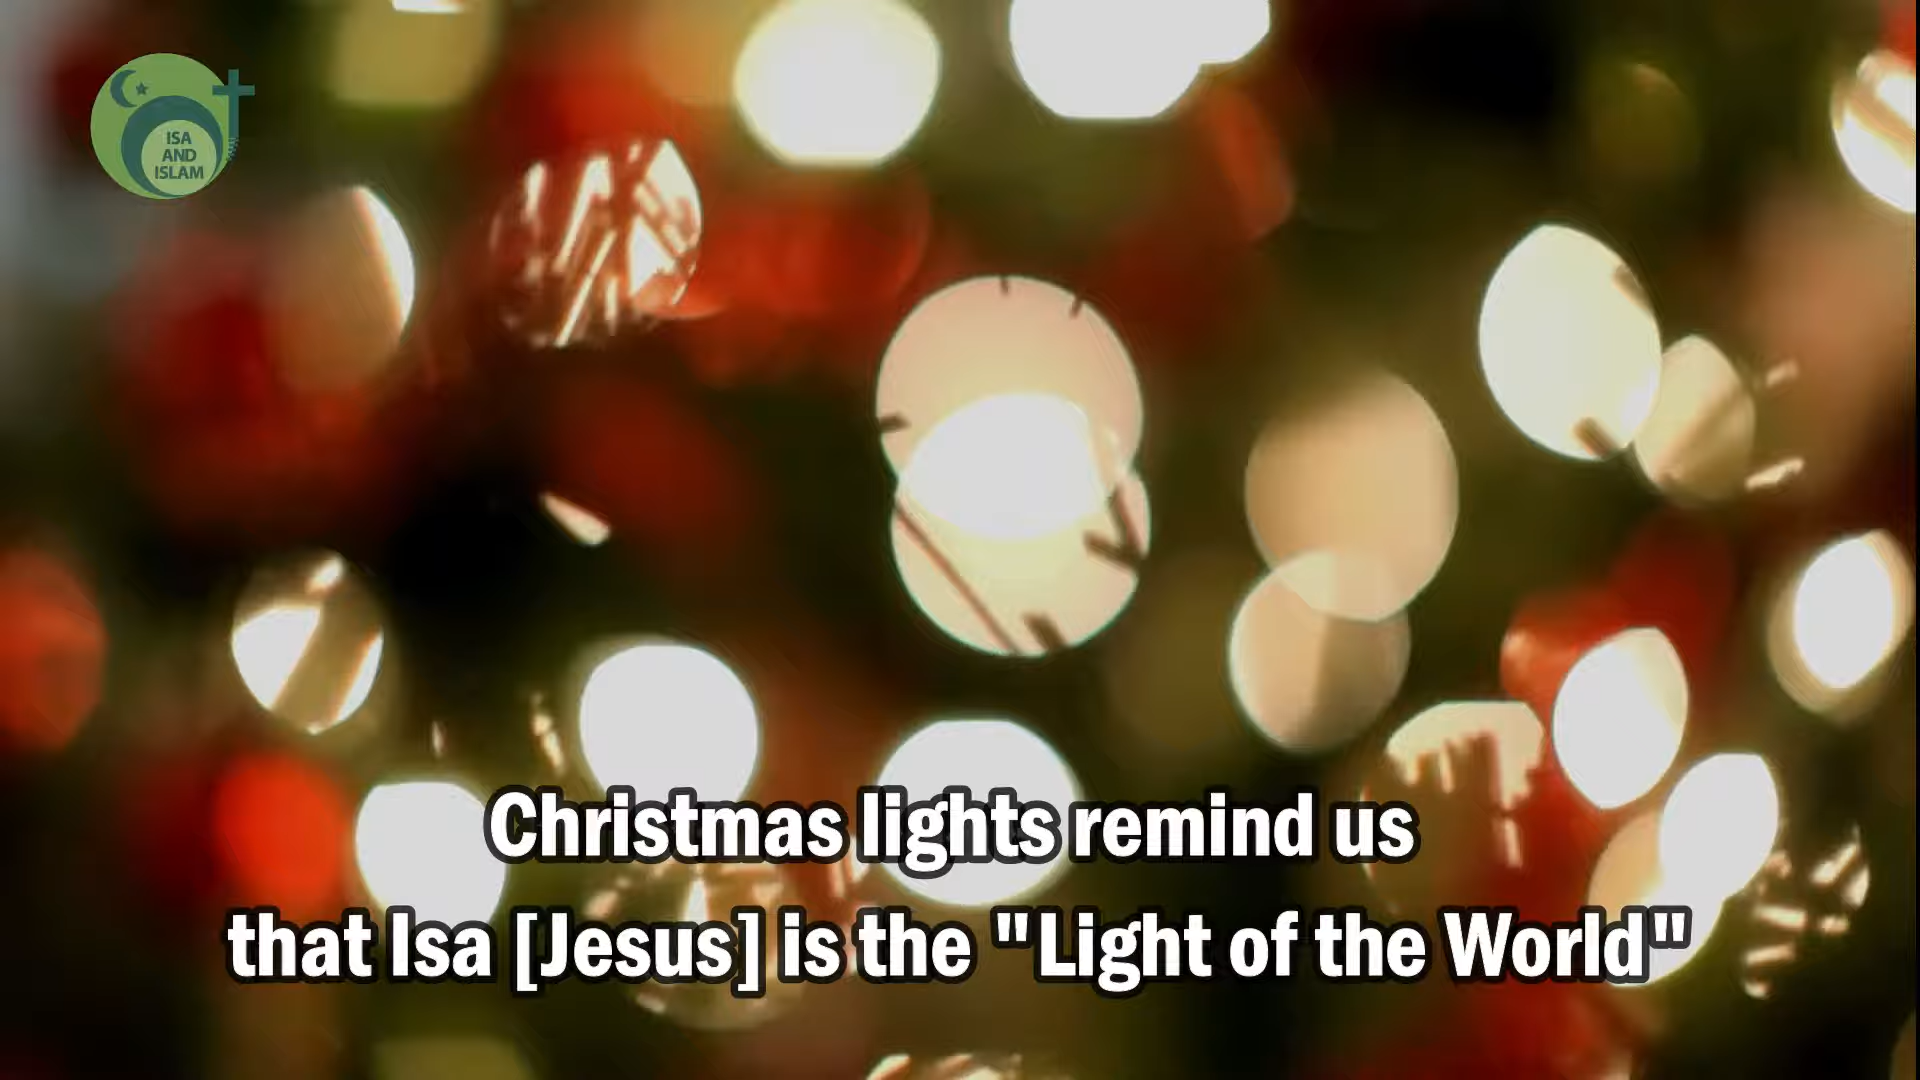 ISA
AND
ISLAM
Christmas lights remind us
that Isa [Jesus] is the "Light of the World"